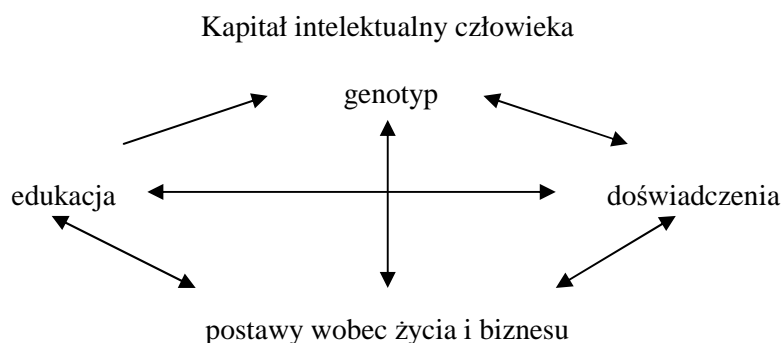 Kapitał intelektualny człowieka
genotyp
edukacja
doświadczenia
postawy wobec życia i biznesu